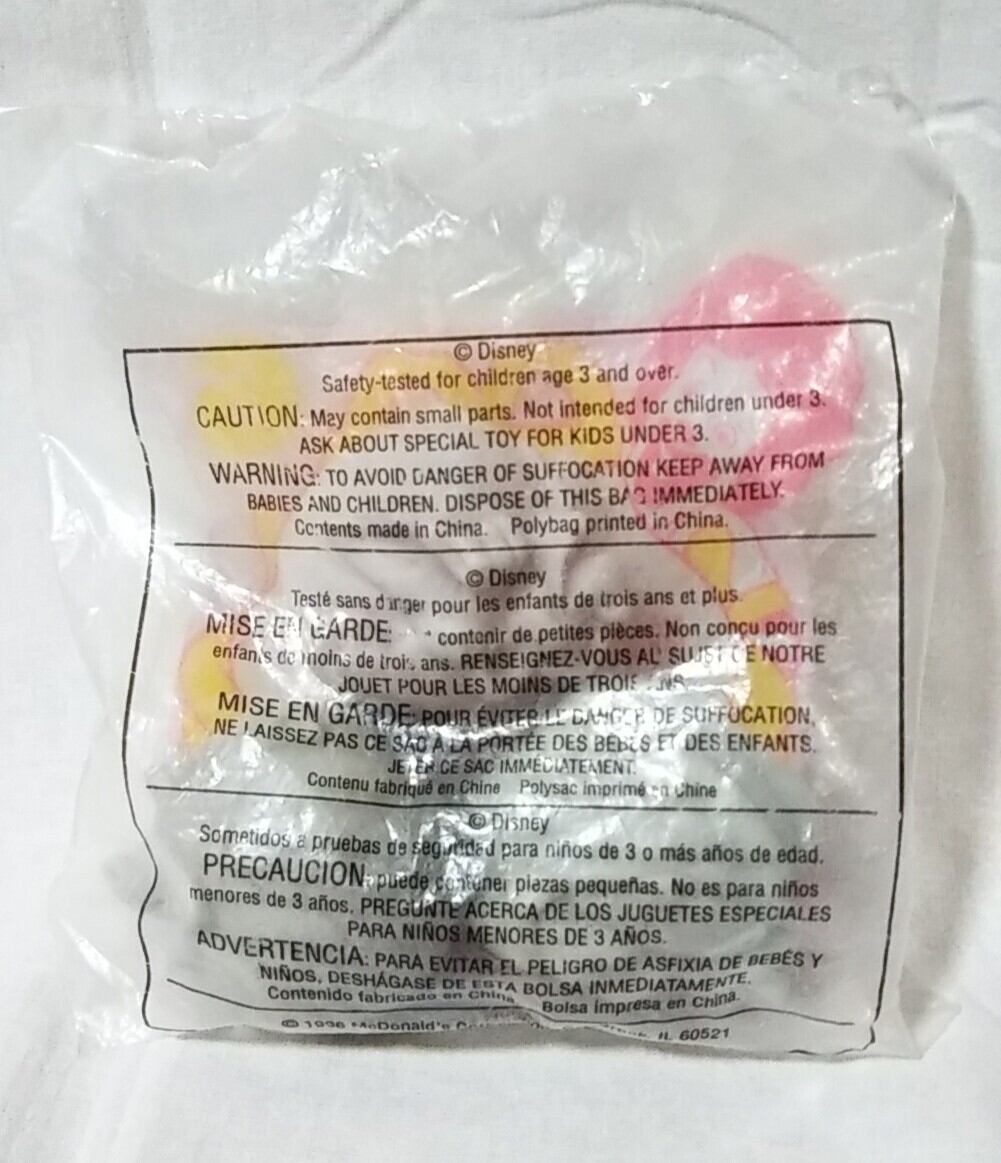 © Disney
Safety-tested for children age 3 and over.
CAUTION: May contain small parts. Not intended for children under 3.
ASK ABOUT SPECIAL TOY FOR KIDS UNDER 3.
WARNING: TO AVOID DANGER OF SUFFOCATION KEEP AWAY FROM
BABIES AND CHILDREN. DISPOSE OF THIS BAG IMMEDIATELY.
Contents made in China. Polybag printed in China.
© Disney
Testé sans danger pour les enfants de trois ans et plus.
MISE EN GARDE: contenir de petites pièces. Non conçu pour les
enfants de moins de trois ans. RENSEIGNEZ-VOUS AU SUJET DE NOTRE
JOUET POUR LES MOINS DE TROIS ANS
MISE EN GARDE: POUR ÉVITER LE DANGER DE SUFFOCATION,
NE LAISSEZ PAS CE SAC À LA PORTÉE DES BÉBÉS ET DES ENFANTS.
JETER CE SAC IMMÉDIATEMENT.
Contenu fabriqué en Chine Polysac imprimé en Chine
© Disney
Sometidos a pruebas de seguridad para niños de 3 o más años de edad.
PRECAUCION, puede contener piezas pequeñas. No es para niños
menores de 3 años. PREGUNTE ACERCA DE LOS JUGUETES ESPECIALES
PARA NIÑOS MENORES DE 3 AÑOS.
ADVERTENCIA: PARA EVITAR EL PELIGRO DE ASFIXIA DE BEBÉS Y
NIÑOS, DESHÁGASE DE ESTA BOLSA INMEDIATAMENTE.
Contenido fabricado en China Bolsa impresa en China.
© 1996 McDonald's IL 60521